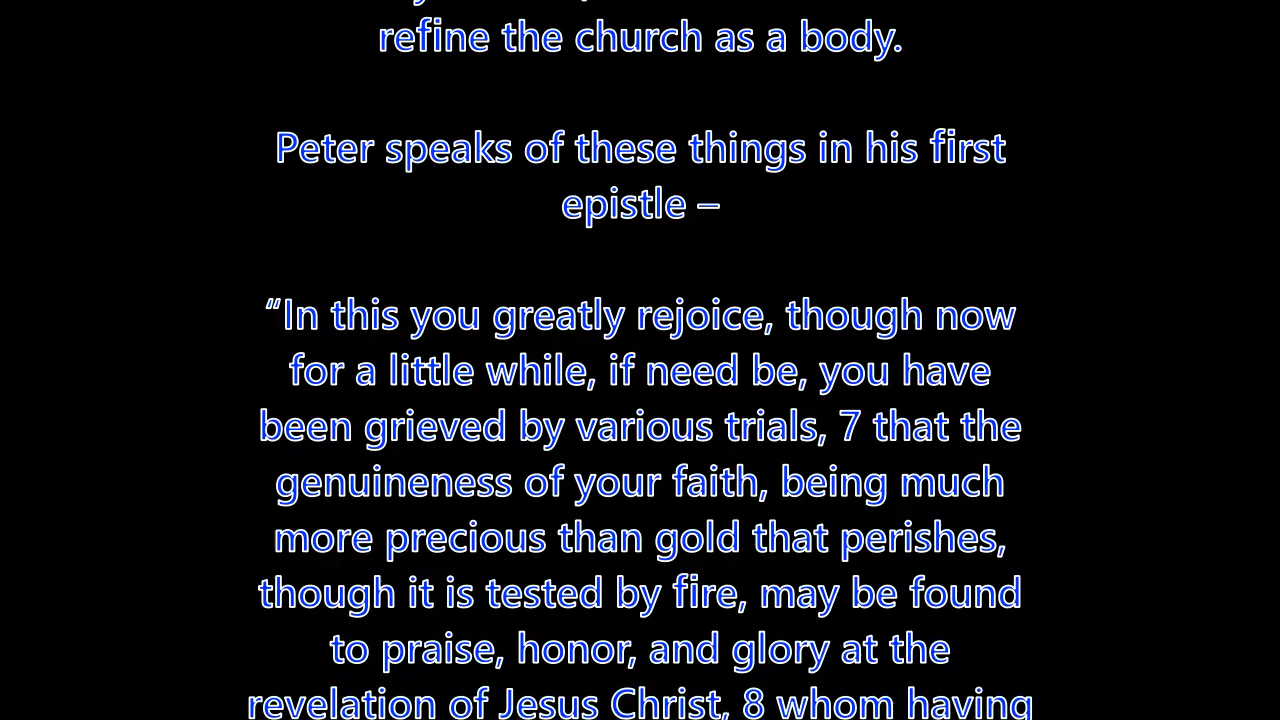 refine the church as a body.
Peter speaks of these things in his first
epistle –
“In this you greatly rejoice, though now
for a little while, if need be, you have
been grieved by various trials, 7 that the
genuineness of your faith, being much
more precious than gold that perishes,
though it is tested by fire, may be found
to praise, honor, and glory at the
revelation of Jesus Christ, 8 whom having